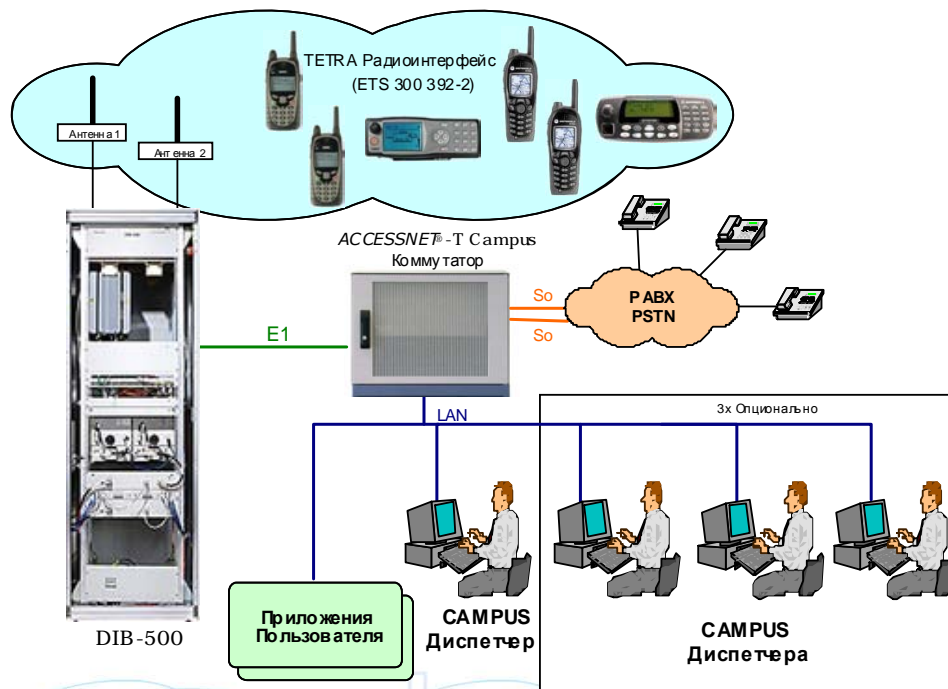 TETRA Радиоинтерфейс
(ETS 300 392-2)
Антенна 1
Антенна 2
ACCESSNET®-T Campus
Коммутатор
So
So
PABX
PSTN
E1
LAN
3x Опционально
DIB-500
Приложения
Пользователя
CAMPUS
Диспетчер
CAMPUS
Диспетчера